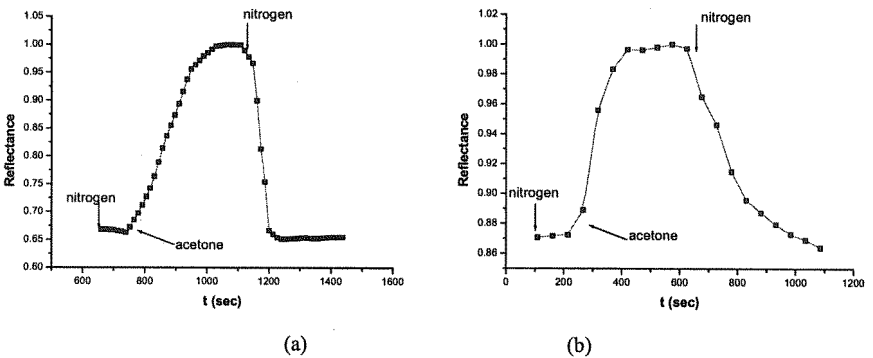 nitrogen
1.05
1.00
0.95
0.90
0.85
0.80
0.75
0.70
0.65
0.60
Reflectance
nitrogen
acetone
400 600 800 1000 1200 1400 1600
t (sec)
(a)
nitrogen
1.02
1.00
0.98
0.96
0.94
0.92
0.90
0.88
0.86
Reflectance
nitrogen
acetone
0 200 400 600 800 1000 1200
t (sec)
(b)